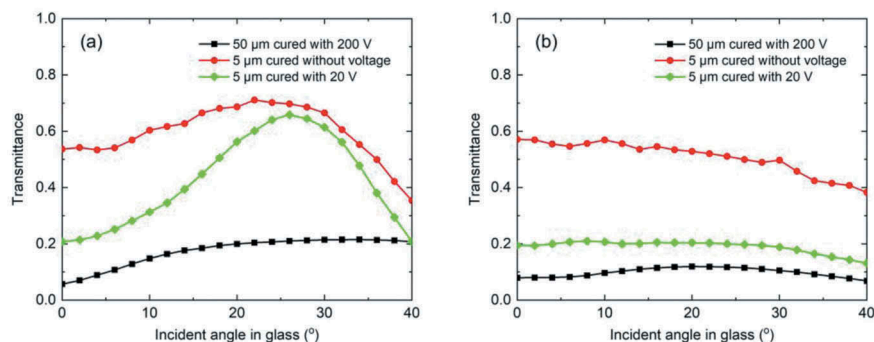 (a)
50 µm cured with 200 V
5 µm cured without voltage
5 µm cured with 20 V
Transmittance
1.0
0.8
0.6
0.4
0.2
0.0
0 10 20 30 40
Incident angle in glass (°)
(b)
50 µm cured with 200 V
5 µm cured without voltage
5 µm cured with 20 V
Transmittance
1.0
0.8
0.6
0.4
0.2
0.0
0 10 20 30 40
Incident angle in glass (°)